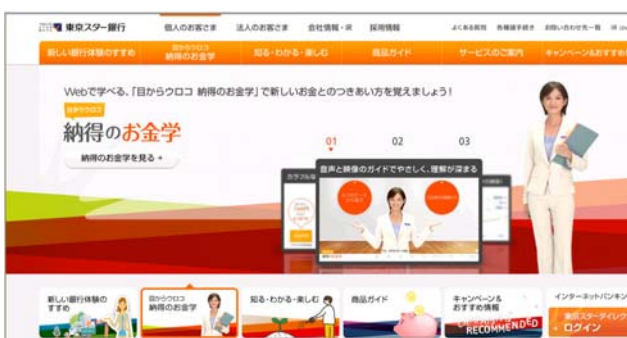 東京スター銀行
個人のお客さま 法人のお客さま 会社情報・IR 採用情報 よくある質問 各種諸手続き お問い合わせ先一覧
新しい銀行体験のすすめ 目からウロコ 納得のお金学 知る・わかる・楽しむ 商品ガイド サービスのご案内 キャンペーン&おすすめ
Webで学べる、「目からウロコ 納得のお金学」で新しいお金とのつきあい方を覚えましょう!
目からウロコ
納得のお金学
納得のお金学を見る
01 02 03
カラフルな
音声と映像のガイドでやさしく、理解が深まる
新しい銀行体験の
すすめ
目からウロコ
納得のお金学
知る・わかる・楽しむ
商品ガイド
キャンペーン&
おすすめ情報
RECOMMENDED
インターネットバンキン
東京スターダイレク
ログイン